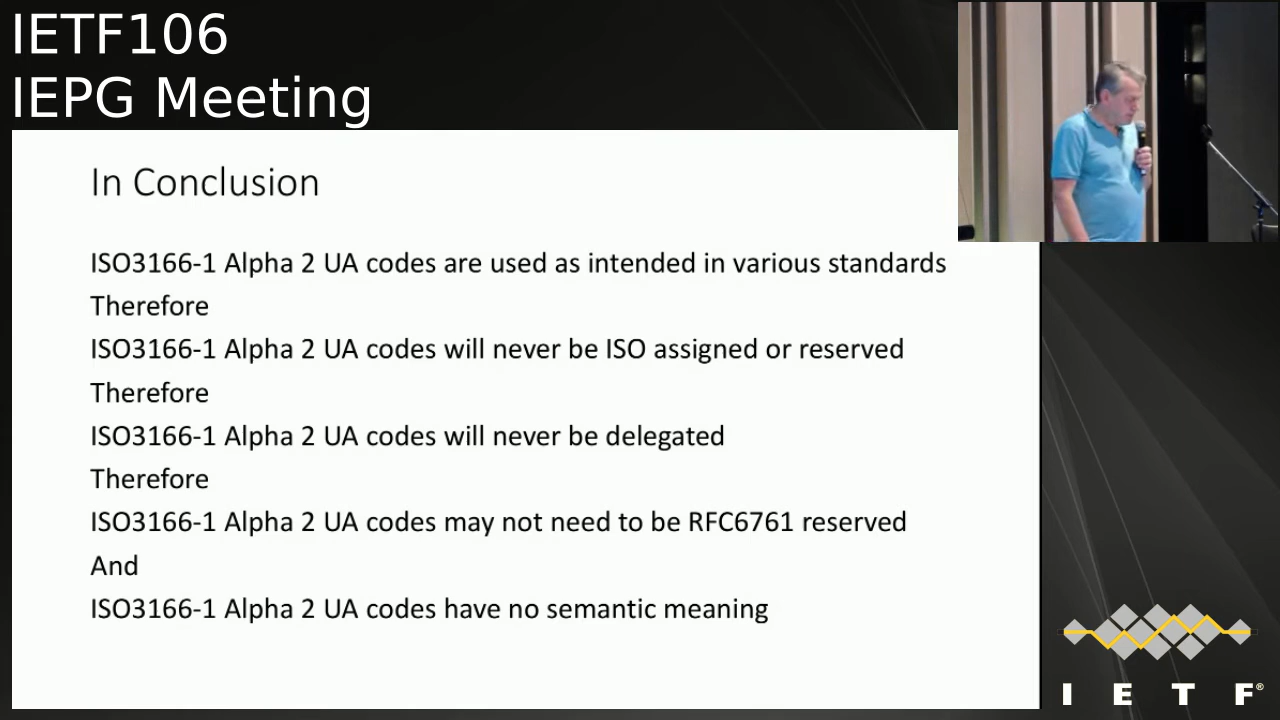 IETF106
IEPG Meeting
In Conclusion
ISO3166-1 Alpha 2 UA codes are used as intended in various standards
Therefore
ISO3166-1 Alpha 2 UA codes will never be ISO assigned or reserved
Therefore
ISO3166-1 Alpha 2 UA codes will never be delegated
Therefore
ISO3166-1 Alpha 2 UA codes may not need to be RFC6761 reserved
And
ISO3166-1 Alpha 2 UA codes have no semantic meaning
I E T F®